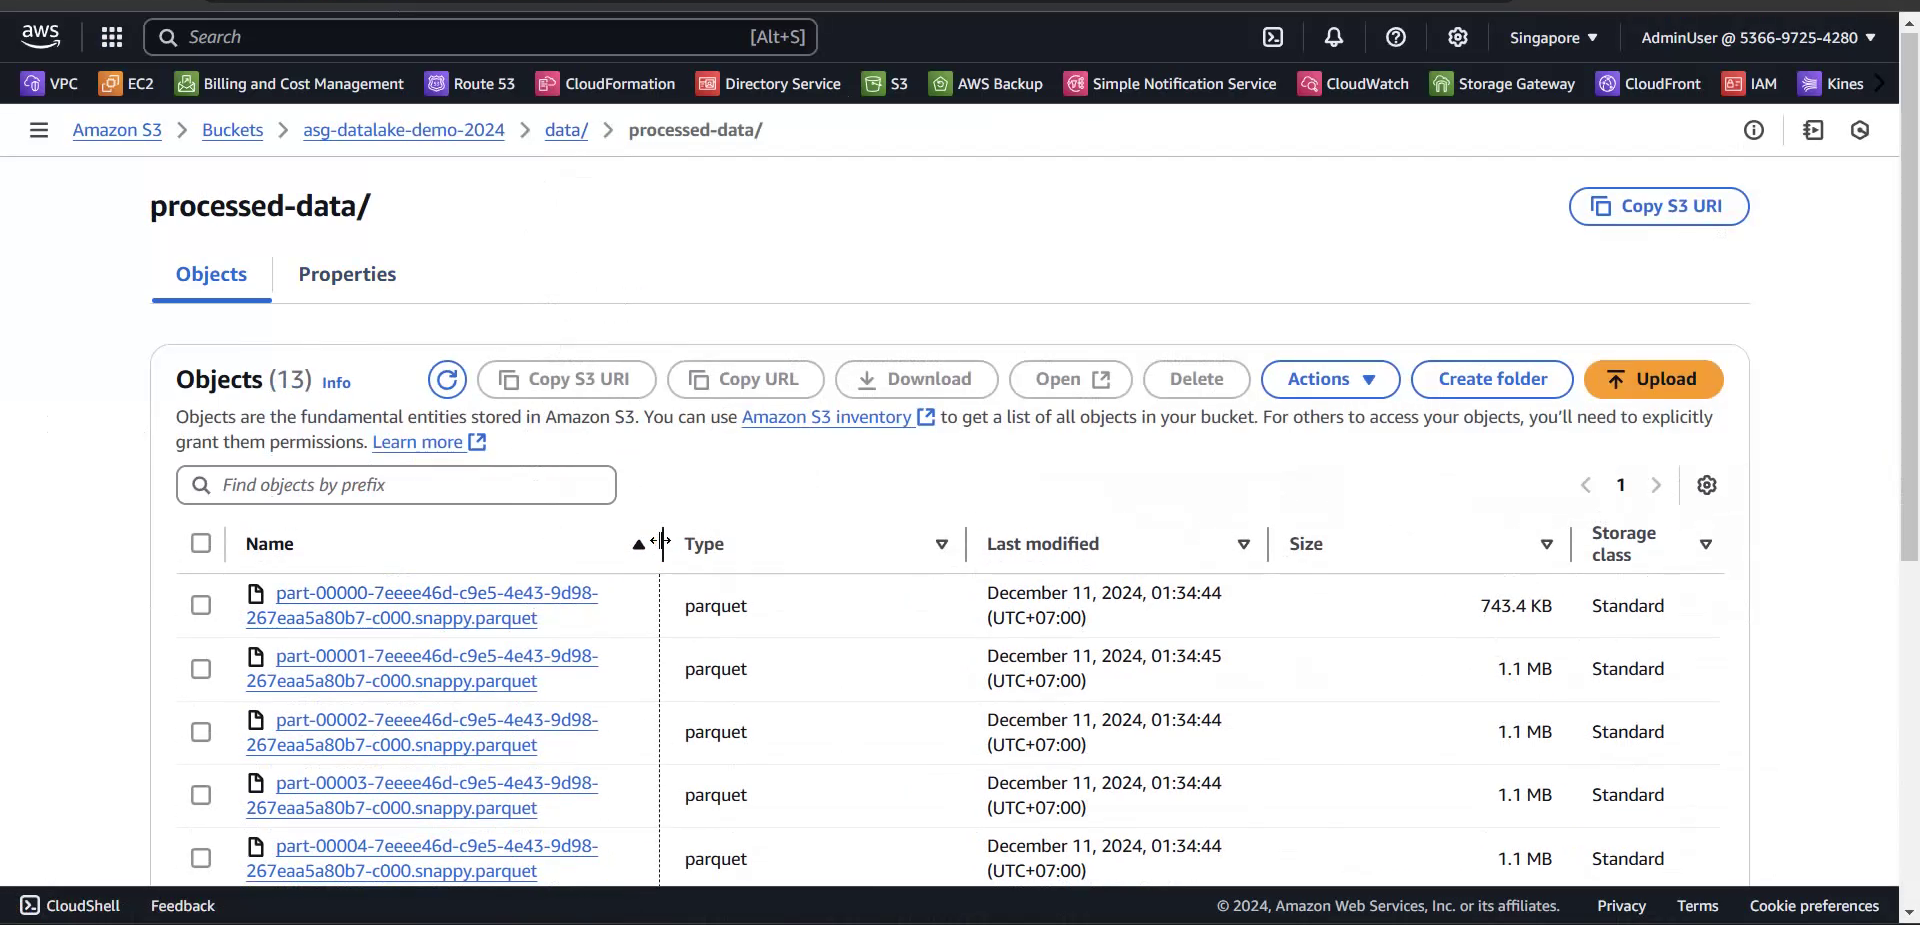 aws Search [Alt+S] Singapore AdminUser @ 5366-9725-4280
VPC EC2 Billing and Cost Management Route 53 CloudFormation Directory Service S3 AWS Backup Simple Notification Service CloudWatch Storage Gateway CloudFront IAM Kines
Amazon S3 > Buckets > asg-datalake-demo-2024 > data/ > processed-data/
processed-data/ Copy S3 URI
Objects Properties
Objects (13) Info Copy S3 URI Copy URL Download Open Delete Actions Create folder Upload
Objects are the fundamental entities stored in Amazon S3. You can use Amazon S3 inventory to get a list of all objects in your bucket. For others to access your objects, you'll need to explicitly
grant them permissions. Learn more
Find objects by prefix < 1 >
Name Type Last modified Size Storage
class
part-00000-7eeee46d-c9e5-4e43-9d98- December 11, 2024, 01:34:44
parquet 743.4 KB Standard
267eaa5a80b7-c000.snappy.parquet (UTC+07:00)
part-00001-7eeee46d-c9e5-4e43-9d98- December 11, 2024, 01:34:45
parquet 1.1 MB Standard
267eaa5a80b7-c000.snappy.parquet (UTC+07:00)
part-00002-7eeee46d-c9e5-4e43-9d98- December 11, 2024, 01:34:44
parquet 1.1 MB Standard
267eaa5a80b7-c000.snappy.parquet (UTC+07:00)
part-00003-7eeee46d-c9e5-4e43-9d98- December 11, 2024, 01:34:44
parquet 1.1 MB Standard
267eaa5a80b7-c000.snappy.parquet (UTC+07:00)
part-00004-7eeee46d-c9e5-4e43-9d98- December 11, 2024, 01:34:44
parquet 1.1 MB Standard
267eaa5a80b7-c000.snappy.parquet (UTC+07:00)
CloudShell Feedback © 2024, Amazon Web Services, Inc. or its affiliates. Privacy Terms Cookie preferences